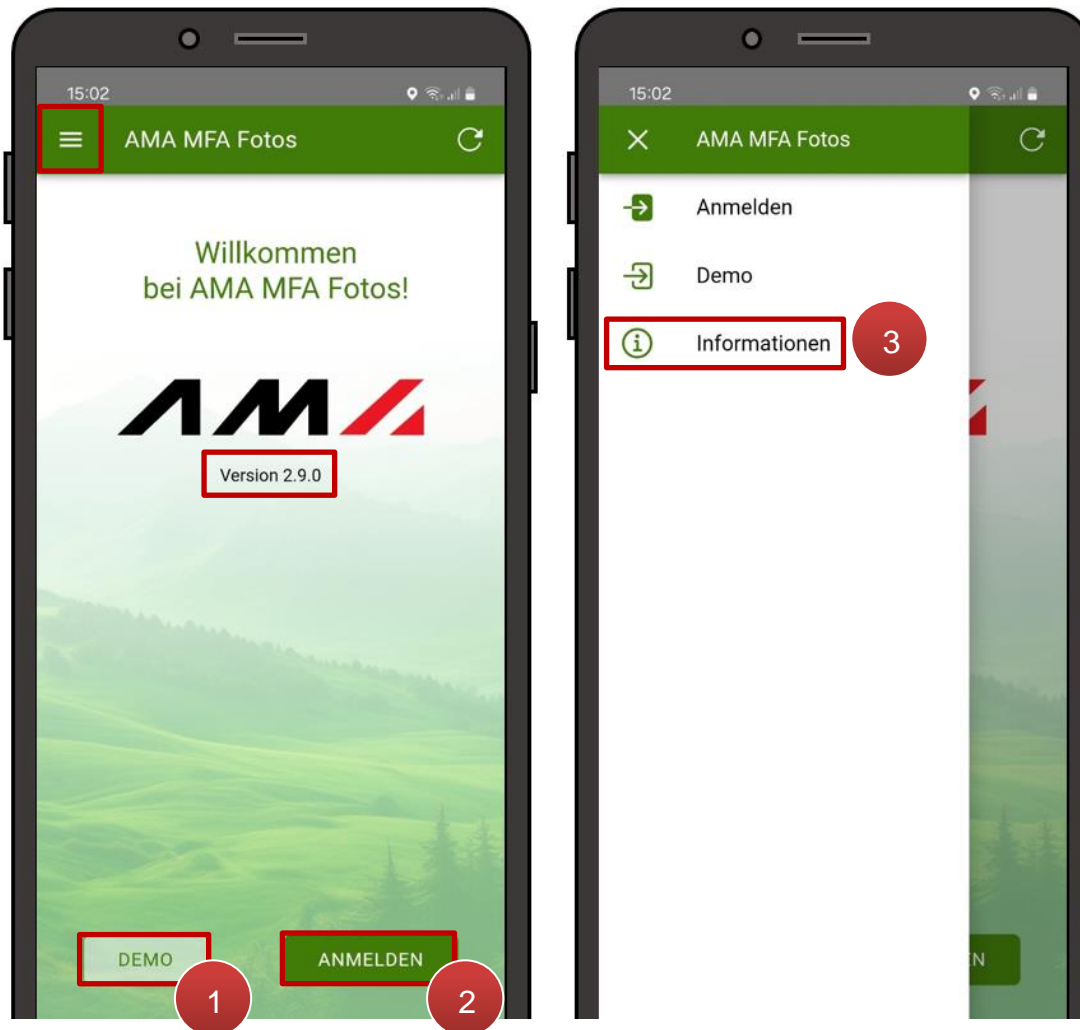 15:02
AMA MFA Fotos
Willkommen
bei AMA MFA Fotos!
AMA
Version 2.9.0
DEMO
ANMELDEN
1
2
15:02
AMA MFA Fotos
Anmelden
Demo
Informationen
3
EN